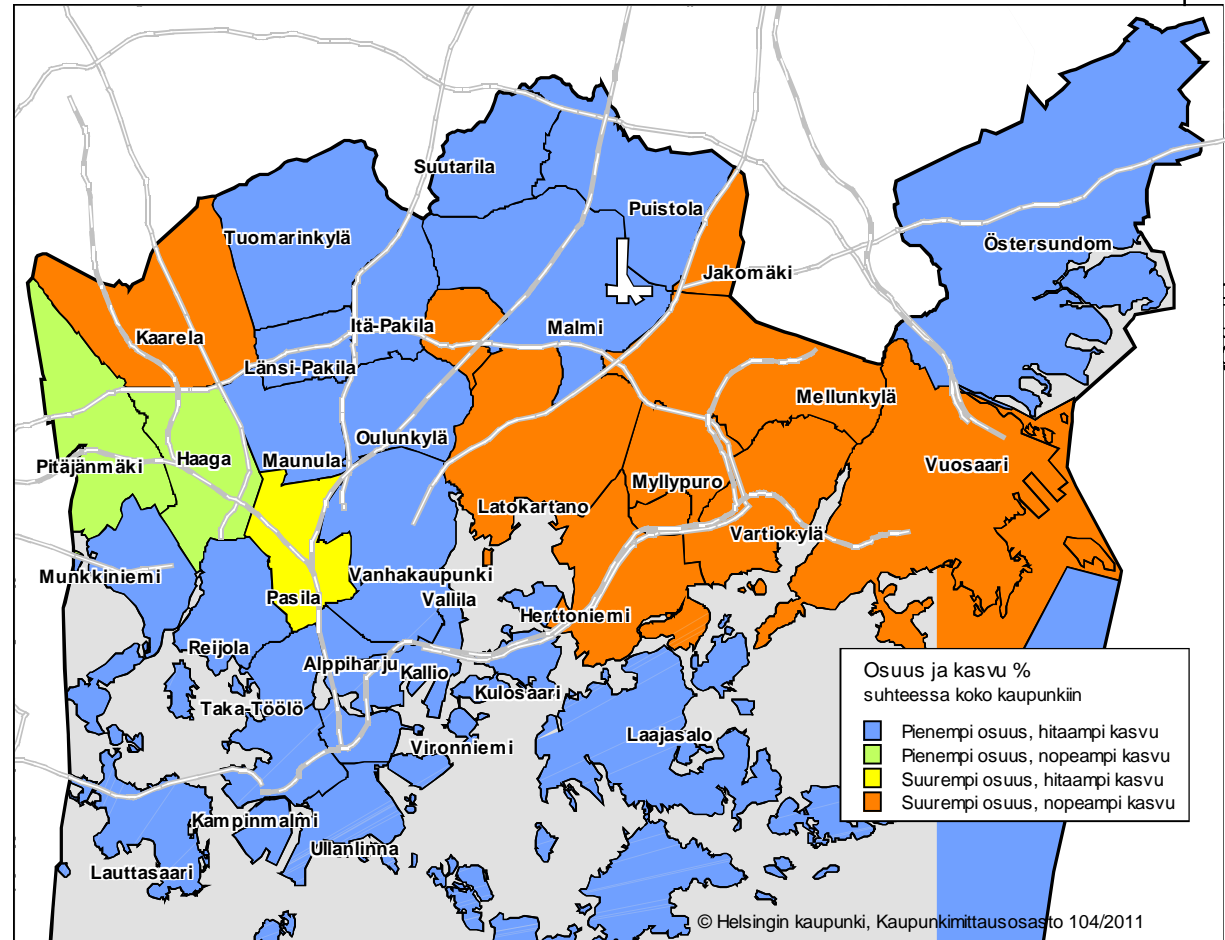 Suutarila
Puistola
Tuomarinkylä
Östersundom
Jakomäki
Itä-Pakila
Malmi
Kaarela
Länsi-Pakila
Mellunkylä
Oulunkylä
Maunula
Haaga
Pitäjänmäki
Vuosaari
Myllypuro
Latokartano
Vartiokylä
Munkkiniemi
Vanhakaupunki
Pasila
Vallila
Herttoniemi
Reijola
Alppiharju
Kallio
Kulosaari
Taka-Töölö
Vironniemi
Laajasalo
Kampinmalmi
Ullanlinna
Lauttasaari
Osuus ja kasvu %
suhteessa koko kaupunkiin
Pienempi osuus, hitaampi kasvu
Pienempi osuus, nopeampi kasvu
Suurempi osuus, hitaampi kasvu
Suurempi osuus, nopeampi kasvu
© Helsingin kaupunki, Kaupunkimittausosasto 104/2011